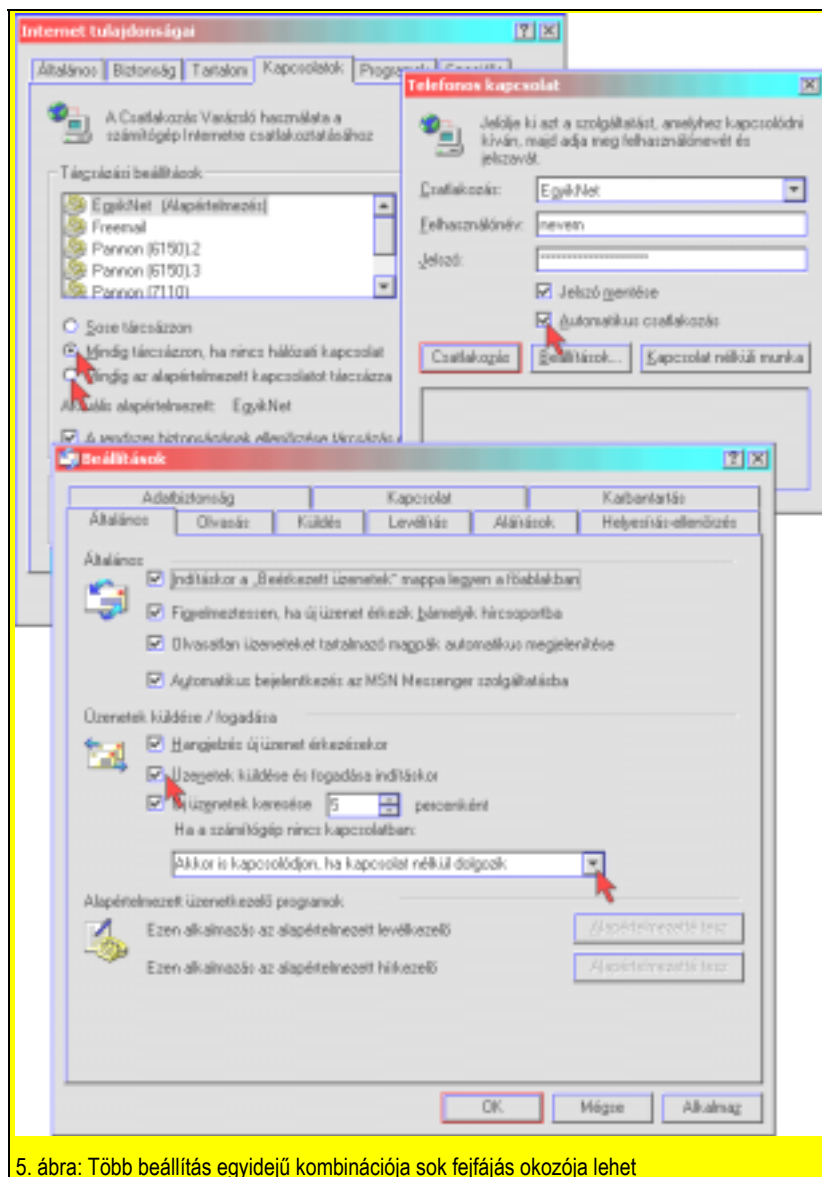 Internet tulajdonságai
Általános Biztonság Tartalom Kapcsolatok
A Csatlakozás Varázsló használata a
számítógép Internetre csatlakoztatásához
Tárcsázási beállítások
EgyikNet (Alapértelmezés)
Freemail
Pannon (6150).2
Pannon (6150).3
Pannon (7110)
Sose tárcsázzon
Mindig tárcsázzon, ha nincs hálózati kapcsolat
Mindig az alapértelmezett kapcsolatot tárcsázza
Aktuális alapértelmezett: EgyikNet
A rendszer biztonságának ellenőrzése tárcsázás
Telefonos kapcsolat
Jelölje ki azt a szolgáltatást, amelyhez kapcsolódni
kíván, majd adja meg felhasználónevét és
jelszavát.
Csatlakozás: EgyikNet
Felhasználónév: nevem
Jelszó:
Jelszó mentése
Automatikus csatlakozás
Csatlakozás Beállítások... Kapcsolat nélküli munka
Beállítások
Adatbiztonság Kapcsolat Karbantartás
Általános Olvasás Küldés Levélírás Aláírások Helyesírás-ellenőrzés
Általános
Indításkor a „Beérkezett üzenetek" mappa legyen a főablakban
Figyelmeztessen, ha új üzenet érkezik bármelyik hírcsoportba
Olvasatlan üzeneteket tartalmazó mappák automatikus megjelenítése
Automatikus bejelentkezés az MSN Messenger szolgáltatásba
Üzenetek küldése / fogadása
Hangjelzés új üzenet érkezésekor
Üzenetek küldése és fogadása indításkor
Új üzenetek keresése 5 percenként
Ha a számítógép nincs kapcsolatban:
Akkor is kapcsolódjon, ha kapcsolat nélkül dolgozik
Alapértelmezett üzenetkezelő programok
Ezen alkalmazás az alapértelmezett levélkezelő Alapértelmezetté tesz
Ezen alkalmazás az alapértelmezett hírkezelő Alapértelmezetté tesz
OK Mégse Alkalmaz
5. ábra: Több beállítás egyidejű kombinációja sok fejfájás okozója lehet